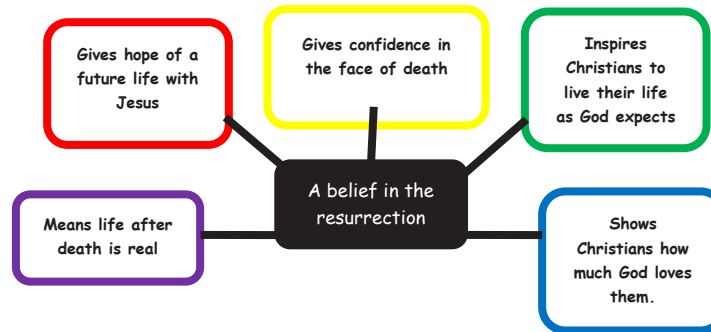 Gives hope of a
future life with
Jesus
Gives confidence in
the face of death
Inspires
Christians to
live their life
as God expects
A belief in the
resurrection
Means life after
death is real
Shows
Christians how
much God loves
them.